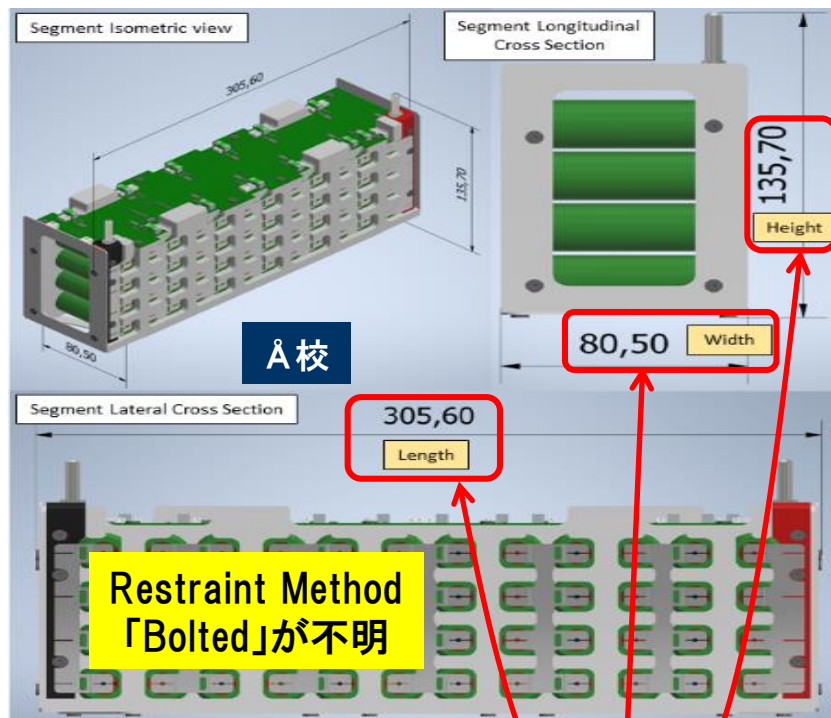 Segment Isometric view
305,60
135,70
80,50
Å校
Segment Longitudinal
Cross Section
135,70
Height
80,50
Width
Segment Lateral Cross Section
305,60
Length
Restraint Method
「Bolted」が不明